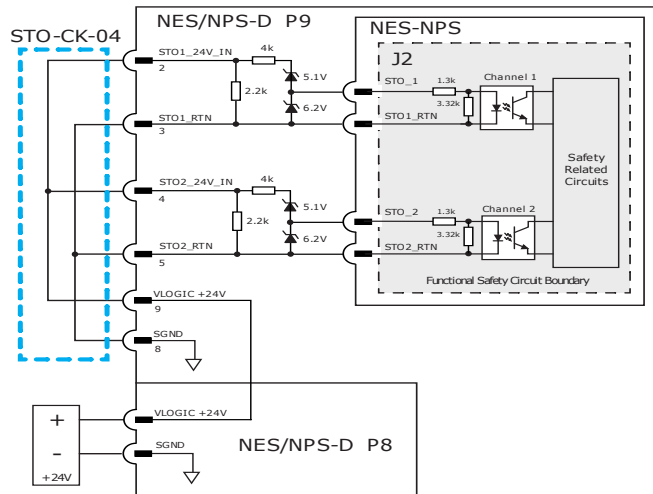 NES/NPS-D P9
NES-NPS
STO-CK-04
J2
STO1_24V_IN
2
4k
5.1V
2.2k
6.2V
STO_1
1.3k
3.32k
Channel 1
STO1_RTN
3
STO1_RTN
Safety
Related
Circuits
STO2_24V_IN
4
4k
5.1V
2.2k
6.2V
STO_2
1.3k
3.32k
Channel 2
STO2_RTN
5
STO2_RTN
Functional Safety Circuit Boundary
VLOGIC +24V
9
SGND
8
+
-
+24V
VLOGIC +24V
SGND
NES/NPS-D P8